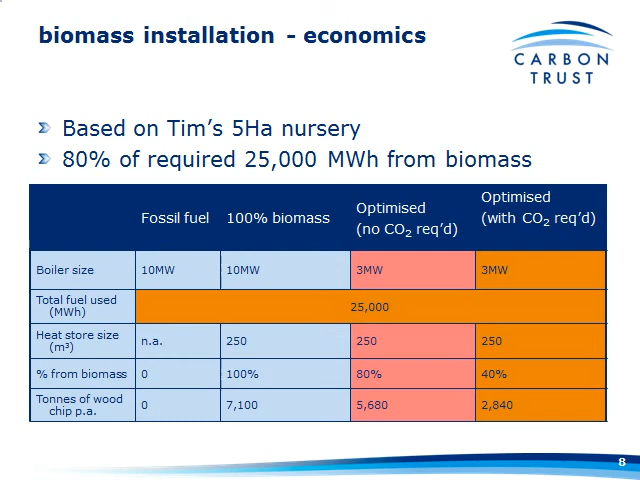 biomass installation - economics
CARBON
TRUST
Based on Tim's 5Ha nursery
80% of required 25,000 MWh from biomass
Fossil fuel
100% biomass
Optimised
(no CO₂ req'd)
Optimised
(with CO₂ req'd)
Boiler size
10MW
10MW
3MW
3MW
Total fuel used
(MWh)
25,000
Heat store size
(m³)
n.a.
250
250
250
% from biomass
0
100%
80%
40%
Tonnes of wood
chip p.a.
0
7,100
5,680
2,840
8